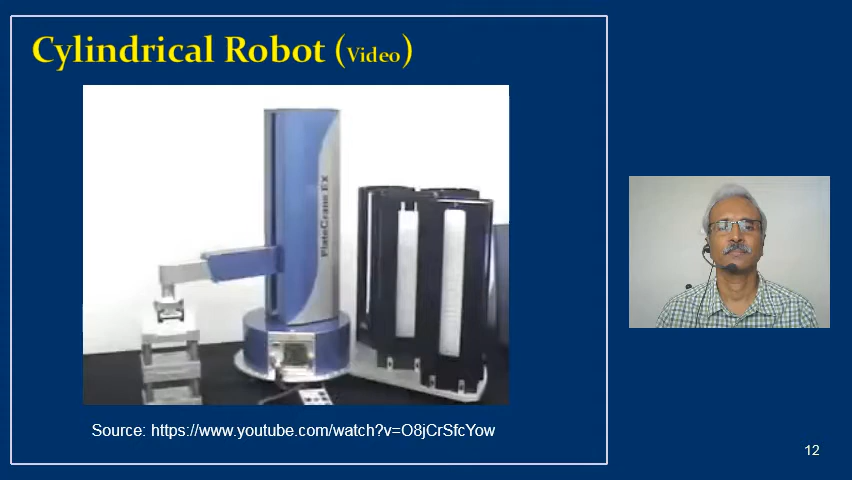 Cylindrical Robot (Video)
PlateCrane EX
Source: https://www.youtube.com/watch?v=O8jCrSfcYow
12